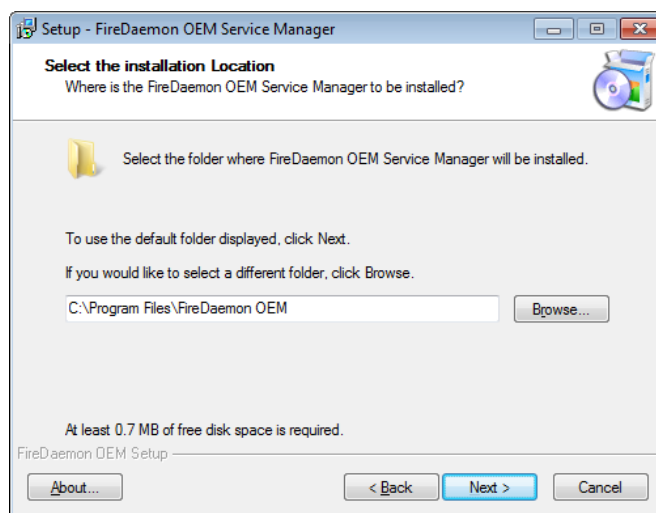 Setup - FireDaemon OEM Service Manager
Select the installation Location
Where is the FireDaemon OEM Service Manager to be installed?
Select the folder where FireDaemon OEM Service Manager will be installed.
To use the default folder displayed, click Next.
If you would like to select a different folder, click Browse.
C:\Program Files\FireDaemon OEM
Browse...
At least 0.7 MB of free disk space is required.
FireDaemon OEM Setup
About...
< Back
Next >
Cancel